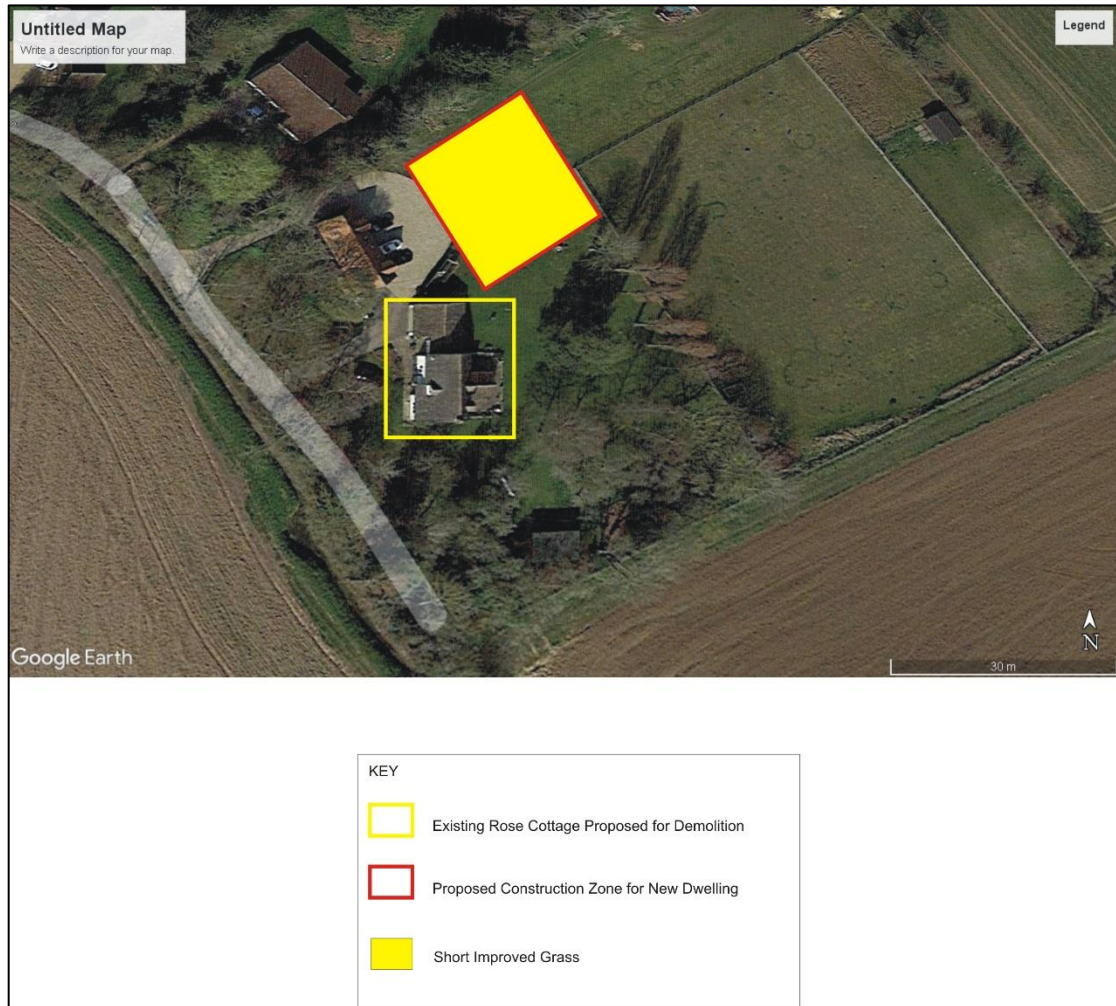 Untitled Map
Write a description for your map.
Legend
Google Earth
N
30 m
KEY
Existing Rose Cottage Proposed for Demolition
Proposed Construction Zone for New Dwelling
Short Improved Grass